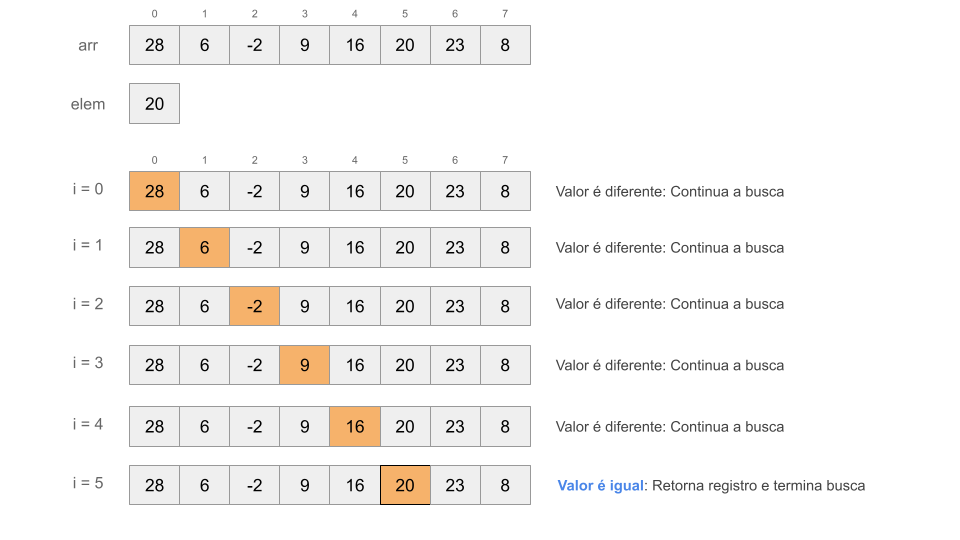 0 1 2 3 4 5 6 7
arr 28 6 -2 9 16 20 23 8
elem 20
0 1 2 3 4 5 6 7
i = 0 28 6 -2 9 16 20 23 8 Valor é diferente: Continua a busca
i = 1 28 6 -2 9 16 20 23 8 Valor é diferente: Continua a busca
i = 2 28 6 -2 9 16 20 23 8 Valor é diferente: Continua a busca
i = 3 28 6 -2 9 16 20 23 8 Valor é diferente: Continua a busca
i = 4 28 6 -2 9 16 20 23 8 Valor é diferente: Continua a busca
i = 5 28 6 -2 9 16 20 23 8 Valor é igual: Retorna registro e termina busca